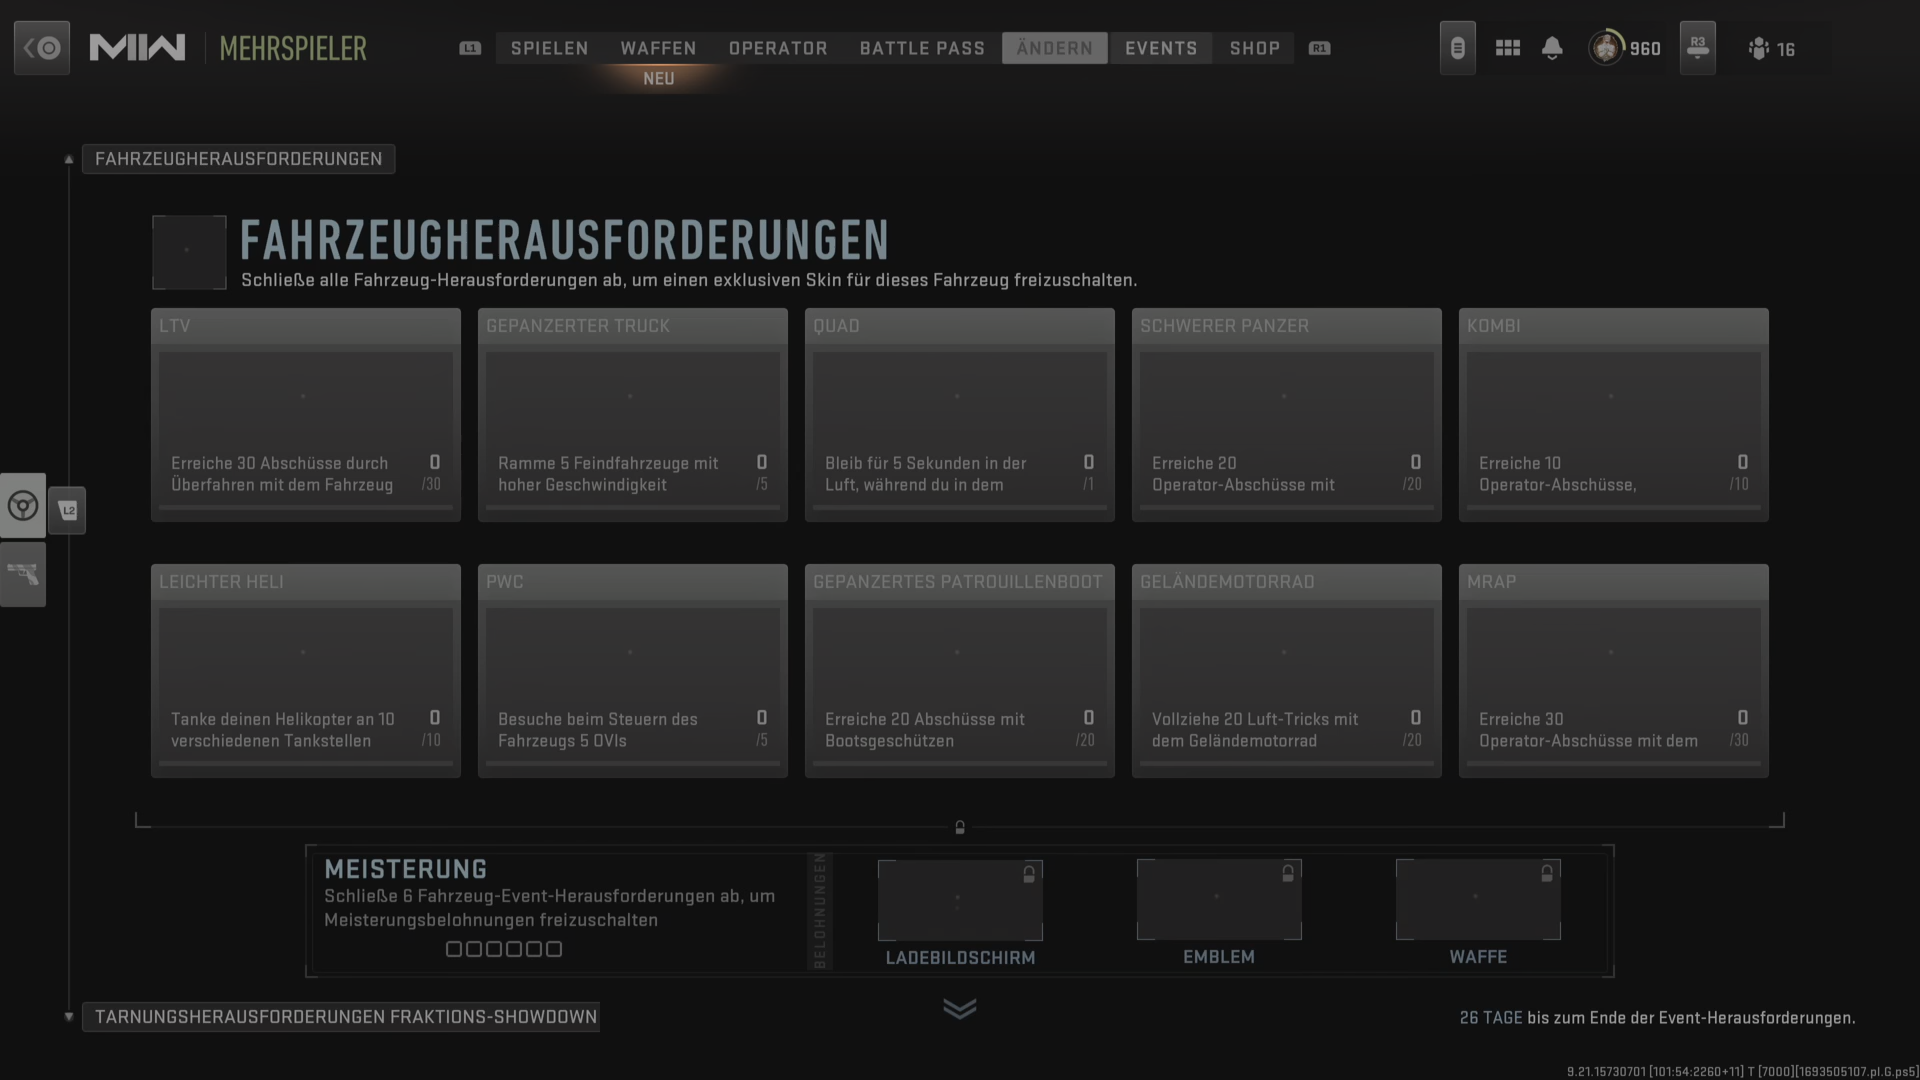 MW MEHRSPIELER
L1 SPIELEN WAFFEN OPERATOR BATTLE PASS ÄNDERN EVENTS SHOP R1
NEU
960 R3 16
FAHRZEUGHERAUSFORDERUNGEN
FAHRZEUGHERAUSFORDERUNGEN
Schließe alle Fahrzeug-Herausforderungen ab, um einen exklusiven Skin für dieses Fahrzeug freizuschalten.
LTV
Erreiche 30 Abschüsse durch 0
Überfahren mit dem Fahrzeug /30
GEPANZERTER TRUCK
Ramme 5 Feindfahrzeuge mit 0
hoher Geschwindigkeit /5
QUAD
Bleib für 5 Sekunden in der 0
Luft, während du in dem /1
SCHWERER PANZER
Erreiche 20 0
Operator-Abschüsse mit /20
KOMBI
Erreiche 10 0
Operator-Abschüsse, /10
L2
LEICHTER HELI
Tanke deinen Helikopter an 10 0
verschiedenen Tankstellen /10
PWC
Besuche beim Steuern des 0
Fahrzeugs 5 OVIs /5
GEPANZERTES PATROUILLENBOOT
Erreiche 20 Abschüsse mit 0
Bootsgeschützen /20
GELÄNDEMOTORRAD
Vollziehe 20 Luft-Tricks mit 0
dem Geländemotorrad /20
MRAP
Erreiche 30 0
Operator-Abschüsse mit dem /30
MEISTERUNG
Schließe 6 Fahrzeug-Event-Herausforderungen ab, um
Meisterungsbelohnungen freizuschalten
BELOHNUNGEN
LADEBILDSCHIRM
EMBLEM
WAFFE
TARNUNGSHERAUSFORDERUNGEN FRAKTIONS-SHOWDOWN
26 TAGE bis zum Ende der Event-Herausforderungen.
9.21.15730701 [101:54:2260+11] T [7000][1693505107.pl.G.ps5]